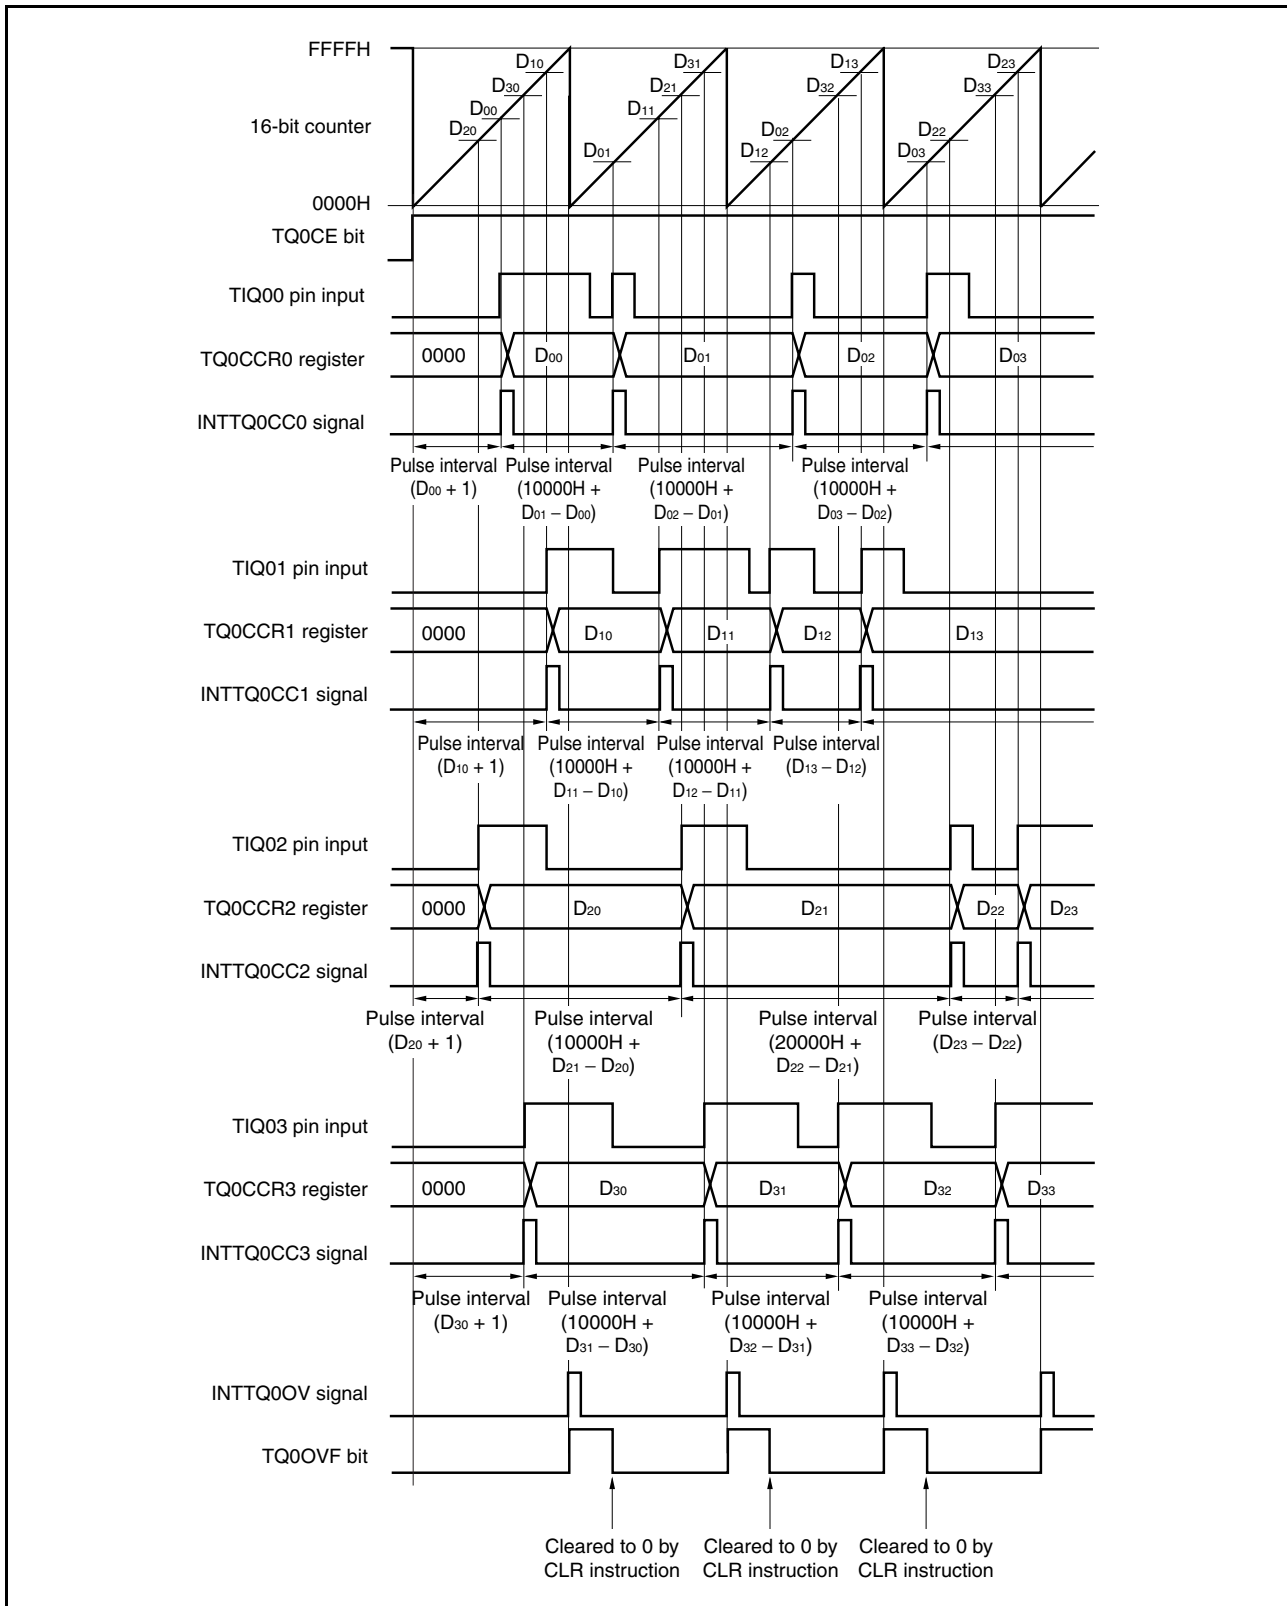 FFFFH
D10 D31 D13 D23
D30 D21 D32 D33
D00 D11
16-bit counter
D20 D02 D22
D01 D12 D03
0000H
TQ0CE bit
TIQ00 pin input
TQ0CCR0 register 0000 D00 D01 D02 D03
INTTQ0CC0 signal
Pulse interval Pulse interval Pulse interval Pulse interval
(D00 + 1) (10000H + (10000H + (10000H +
D01 – D00) D02 – D01) D03 – D02)
TIQ01 pin input
TQ0CCR1 register 0000 D10 D11 D12 D13
INTTQ0CC1 signal
Pulse interval Pulse interval Pulse interval Pulse interval
(D10 + 1) (10000H + (10000H + (D13 – D12)
D11 – D10) D12 – D11)
TIQ02 pin input
TQ0CCR2 register 0000 D20 D21 D22 D23
INTTQ0CC2 signal
Pulse interval Pulse interval Pulse interval Pulse interval
(D20 + 1) (10000H + (20000H + (D23 – D22)
D21 – D20) D22 – D21)
TIQ03 pin input
TQ0CCR3 register 0000 D30 D31 D32 D33
INTTQ0CC3 signal
Pulse interval Pulse interval Pulse interval Pulse interval
(D30 + 1) (10000H + (10000H + (10000H +
D31 – D30) D32 – D31) D33 – D32)
INTTQ0OV signal
TQ0OVF bit
Cleared to 0 by Cleared to 0 by Cleared to 0 by
CLR instruction CLR instruction CLR instruction